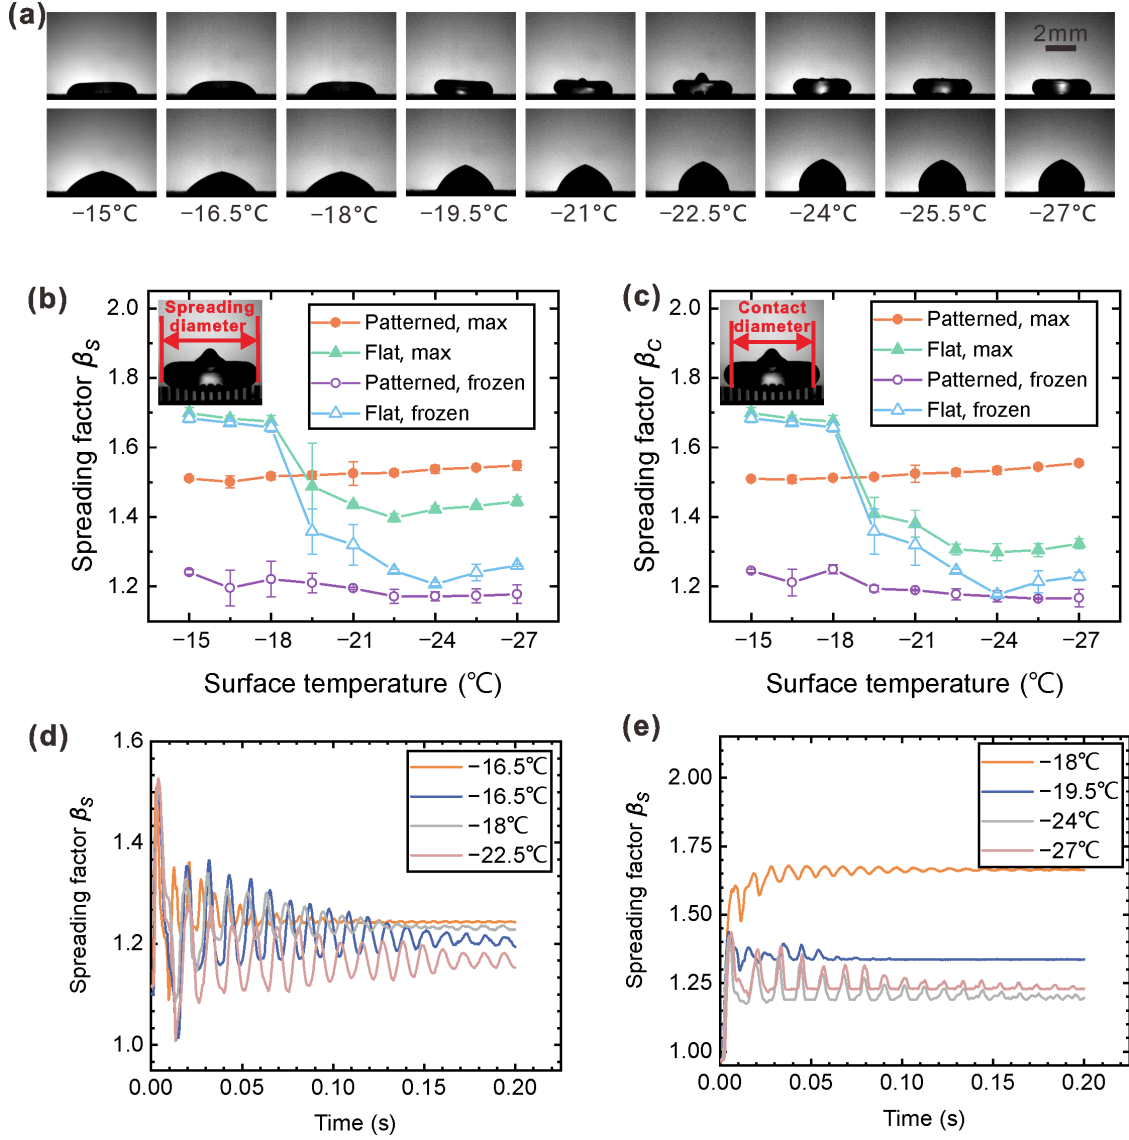 (a)
2mm
−15°C
−16.5°C
−18°C
−19.5°C
−21°C
−22.5°C
−24°C
−25.5°C
−27°C
(b)
2.0
1.8
1.6
1.4
1.2
Spreading factor βS
Spreading
diameter
Patterned, max
Flat, max
Patterned, frozen
Flat, frozen
−15
−18
−21
−24
−27
Surface temperature (℃)
(c)
2.0
1.8
1.6
1.4
1.2
Spreading factor βC
Contact
diameter
Patterned, max
Flat, max
Patterned, frozen
Flat, frozen
−15
−18
−21
−24
−27
Surface temperature (℃)
(d)
1.6
1.4
1.2
1.0
Spreading factor βS
−16.5℃
−16.5℃
−18℃
−22.5℃
0.00
0.05
0.10
0.15
0.20
Time (s)
(e)
2.00
1.75
1.50
1.25
1.00
Spreading factor βS
−18℃
−19.5℃
−24℃
−27℃
0.00
0.05
0.10
0.15
0.20
Time (s)